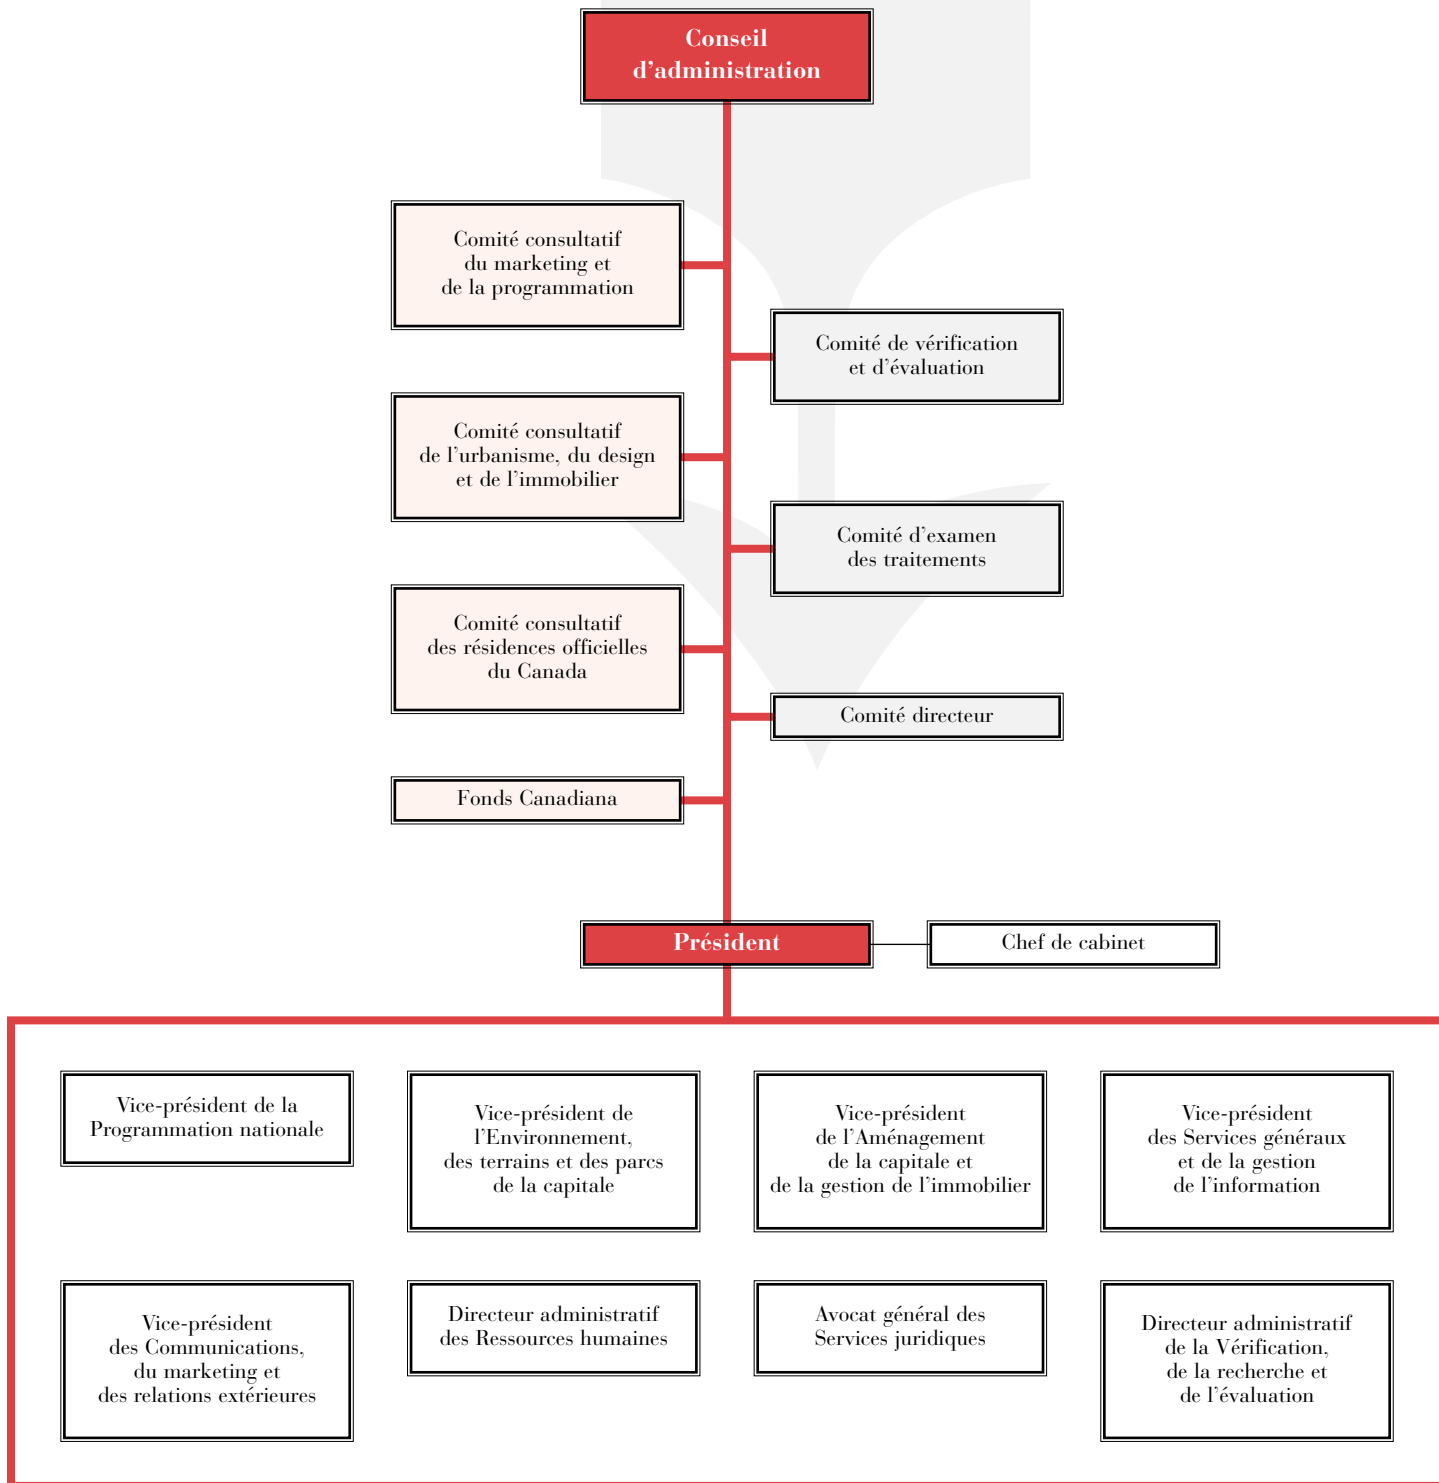 Conseil
d'administration
Comité consultatif
du marketing et
de la programmation
Comité de vérification
et d'évaluation
Comité consultatif
de l'urbanisme, du design
et de l'immobilier
Comité d'examen
des traitements
Comité consultatif
des résidences officielles
du Canada
Comité directeur
Fonds Canadiana
Président
Chef de cabinet
Vice-président de la
Programmation nationale
Vice-président de
l'Environnement,
des terrains et des parcs
de la capitale
Vice-président
de l'Aménagement
de la capitale et
de la gestion de l'immobilier
Vice-président
des Services généraux
et de la gestion
de l'information
Vice-président
des Communications,
du marketing et
des relations extérieures
Directeur administratif
des Ressources humaines
Avocat général des
Services juridiques
Directeur administratif
de la Vérification,
de la recherche et
de l'évaluation